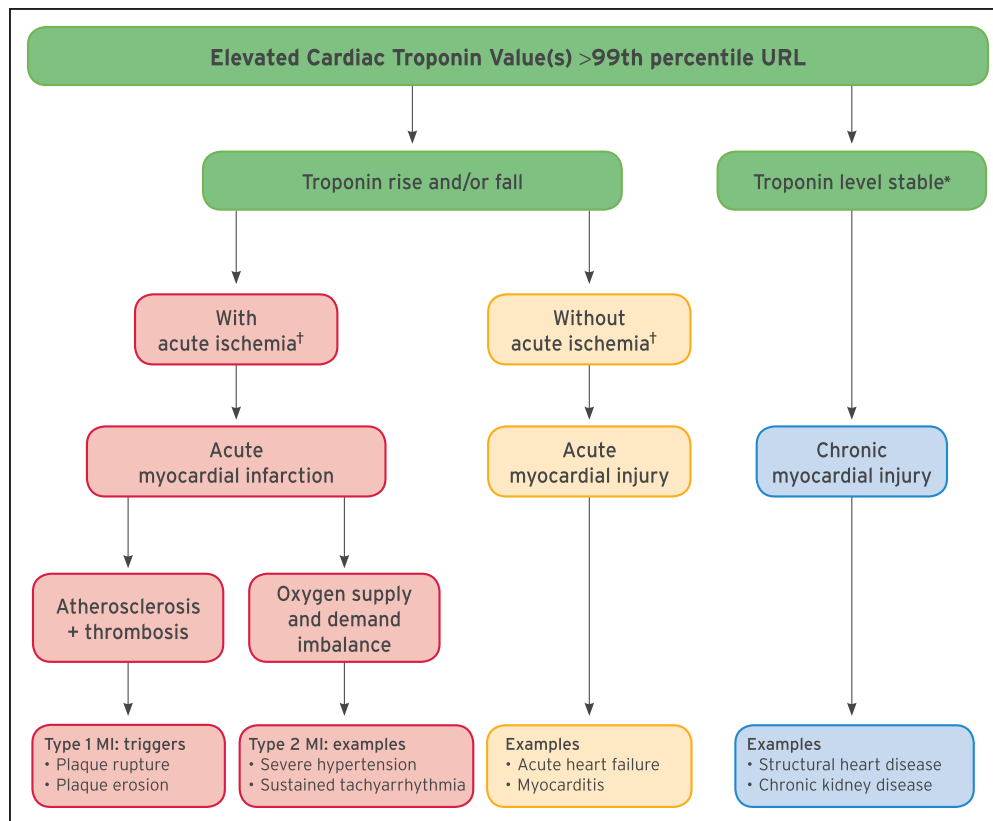 Elevated Cardiac Troponin Value(s) >99th percentile URL
Troponin rise and/or fall
Troponin level stable*
With
acute ischemia†
Without
acute ischemia†
Acute
myocardial infarction
Acute
myocardial injury
Chronic
myocardial injury
Atherosclerosis
+ thrombosis
Oxygen supply
and demand
imbalance
Type 1 MI: triggers
• Plaque rupture
• Plaque erosion
Type 2 MI: examples
• Severe hypertension
• Sustained tachyarrhythmia
Examples
• Acute heart failure
• Myocarditis
Examples
• Structural heart disease
• Chronic kidney disease